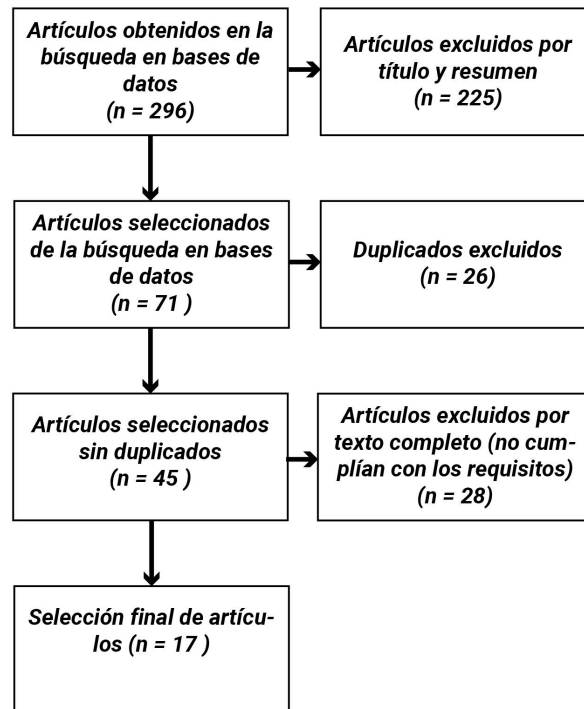 Artículos obtenidos en la
búsqueda en bases de
datos
(n = 296)
Artículos excluidos por
título y resumen
(n = 225)
Artículos seleccionados
de la búsqueda en bases
de datos
(n = 71 )
Duplicados excluidos
(n = 26)
Artículos seleccionados
sin duplicados
(n = 45 )
Artículos excluidos por
texto completo (no cum-
plían con los requisitos)
(n = 28)
Selección final de artícu-
los (n = 17 )